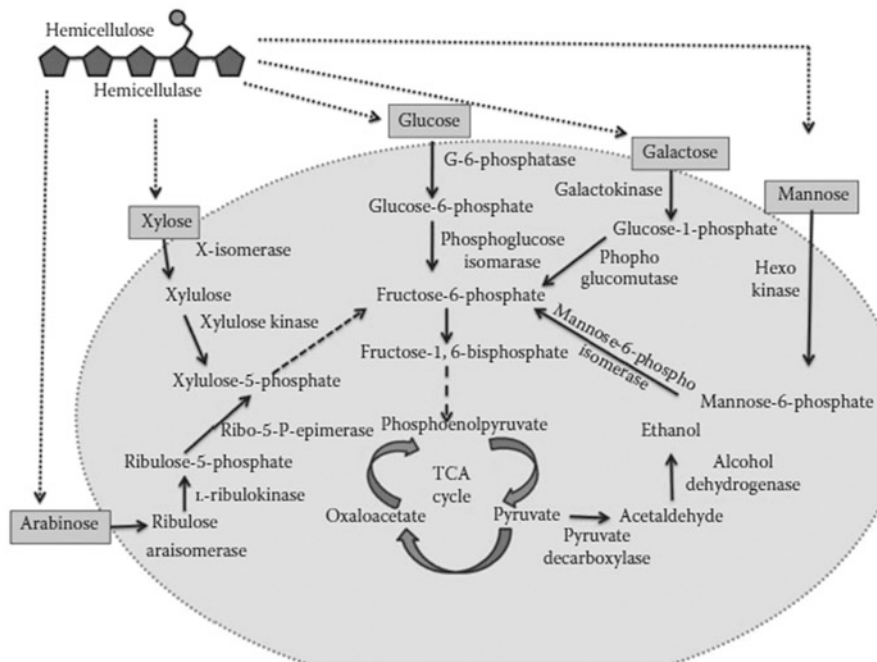 Hemicellulose
Hemicellulase
Glucose
G-6-phosphatase
Galactose
Galactokinase
Mannose
Glucose-6-phosphate
Glucose-1-phosphate
Xylose
X-isomerase
Phosphoglucose
isomarase
Phopho
glucomutase
Hexo
kinase
Xylulose
Fructose-6-phosphate
Xylulose kinase
Mannose-6-phospho
isomerase
Fructose-1, 6-bisphosphate
Xylulose-5-phosphate
Mannose-6-phosphate
Ribo-5-P-epimerase
Phosphoenolpyruvate
Ethanol
Ribulose-5-phosphate
TCA
cycle
Alcohol
dehydrogenase
L-ribulokinase
Arabinose
Ribulose
araisomerase
Oxaloacetate
Pyruvate
Acetaldehyde
Pyruvate
decarboxylase